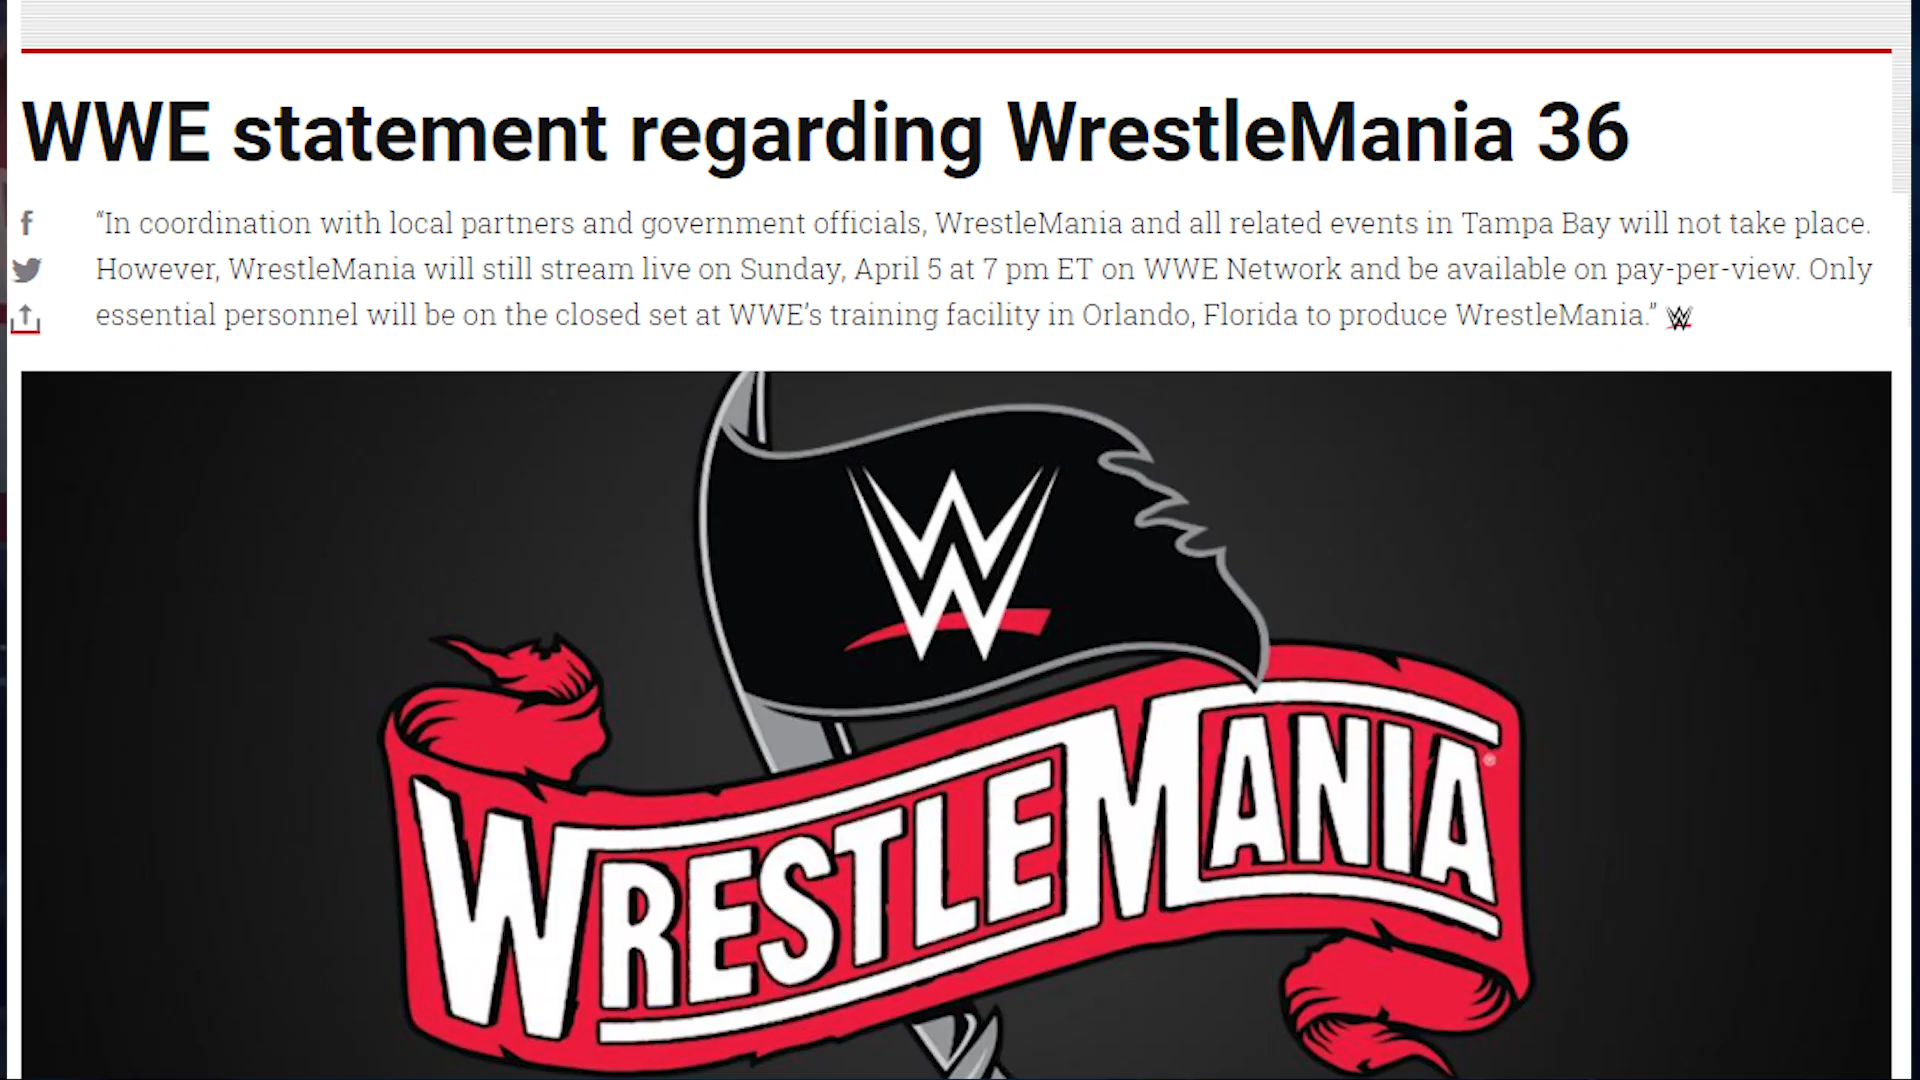 WWE statement regarding WrestleMania 36
“In coordination with local partners and government officials, WrestleMania and all related events in Tampa Bay will not take place.
However, WrestleMania will still stream live on Sunday, April 5 at 7 pm ET on WWE Network and be available on pay-per-view. Only
essential personnel will be on the closed set at WWE’s training facility in Orlando, Florida to produce WrestleMania.”
W
WRESTLEMANIA®